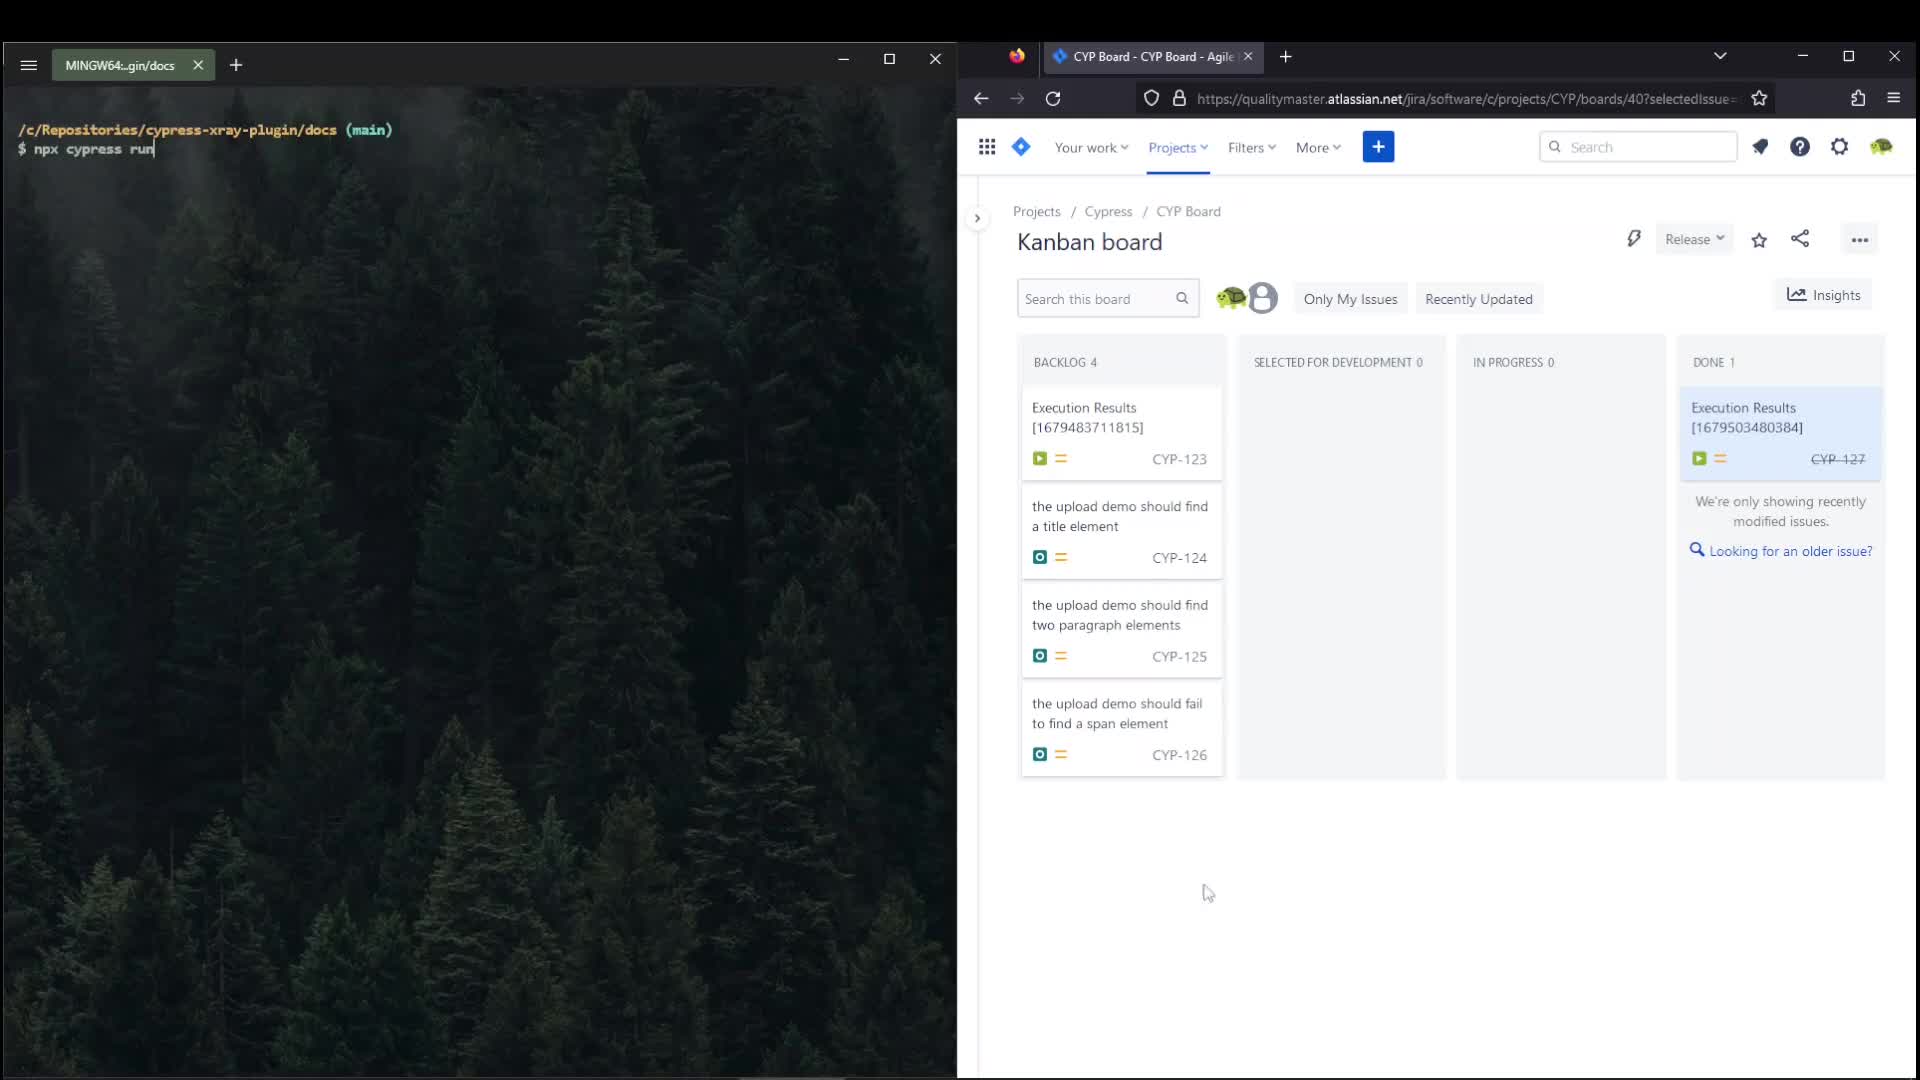 MINGW64:..gin/docs
/c/Repositories/cypress-xray-plugin/docs (main)
$ npx cypress run
CYP Board - CYP Board - Agile
https://qualitymaster.atlassian.net/jira/software/c/projects/CYP/boards/40?selectedIssue=
Your work
Projects
Filters
More
Search
Projects / Cypress / CYP Board
Kanban board
Release
Search this board
Only My Issues
Recently Updated
Insights
BACKLOG 4
Execution Results
[1679483711815]
CYP-123
the upload demo should find
a title element
CYP-124
the upload demo should find
two paragraph elements
CYP-125
the upload demo should fail
to find a span element
CYP-126
SELECTED FOR DEVELOPMENT 0
IN PROGRESS 0
DONE 1
Execution Results
[1679503480384]
CYP-127
We're only showing recently
modified issues.
Looking for an older issue?